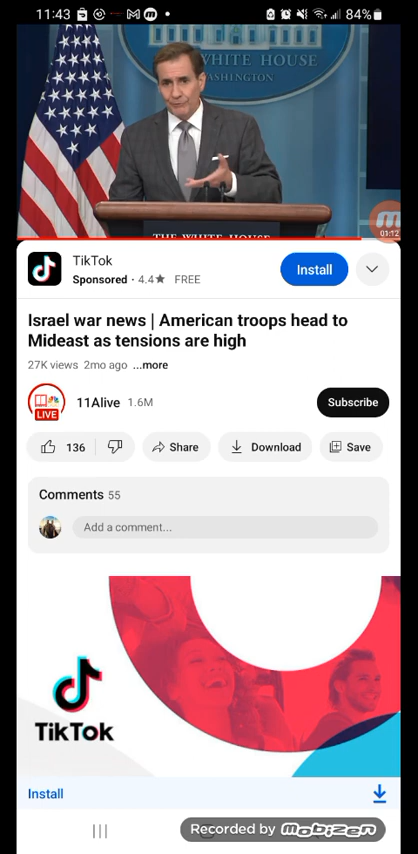 11:43
84%
THE WHITE HOUSE
WASHINGTON
THE WHITE HOUSE
03:12
TikTok
Sponsored · 4.4★ FREE
Install
Israel war news | American troops head to
Mideast as tensions are high
27K views 2mo ago ...more
LIVE
11Alive 1.6M
Subscribe
136
Share
Download
Save
Comments 55
Add a comment...
TikTok
Install
Recorded by mobizen